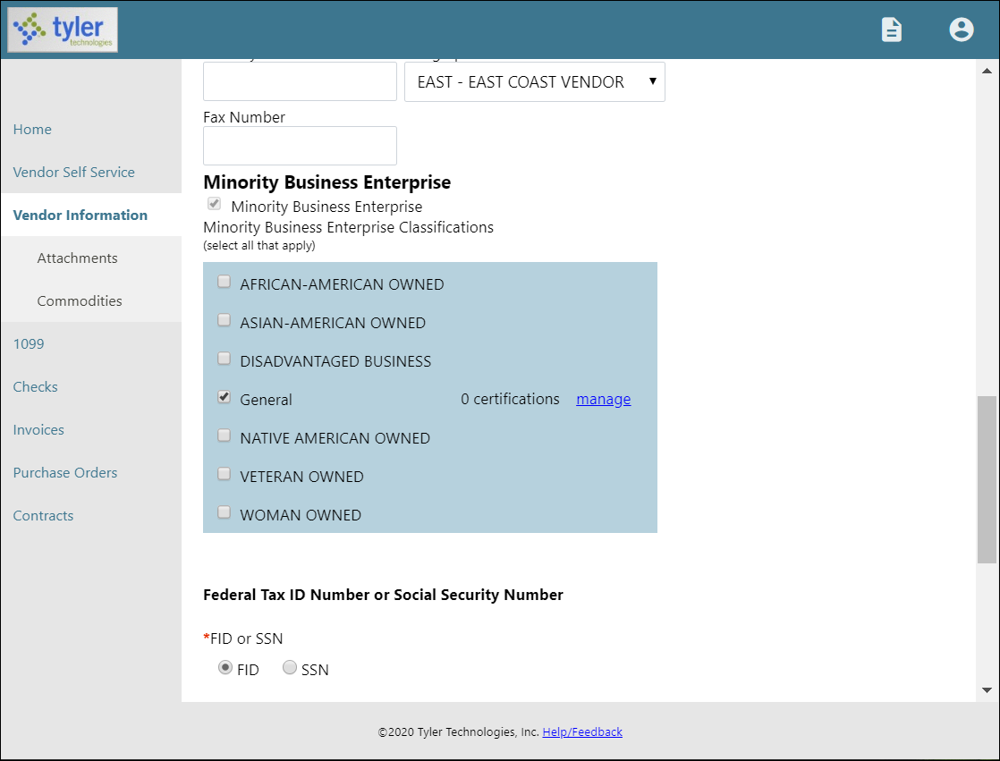 tyler
technologies
Home
Vendor Self Service
Vendor Information
Attachments
Commodities
1099
Checks
Invoices
Purchase Orders
Contracts
EAST - EAST COAST VENDOR
Fax Number
Minority Business Enterprise
Minority Business Enterprise
Minority Business Enterprise Classifications
(select all that apply)
AFRICAN-AMERICAN OWNED
ASIAN-AMERICAN OWNED
DISADVANTAGED BUSINESS
General 0 certifications manage
NATIVE AMERICAN OWNED
VETERAN OWNED
WOMAN OWNED
Federal Tax ID Number or Social Security Number
*FID or SSN
FID SSN
©2020 Tyler Technologies, Inc. Help/Feedback